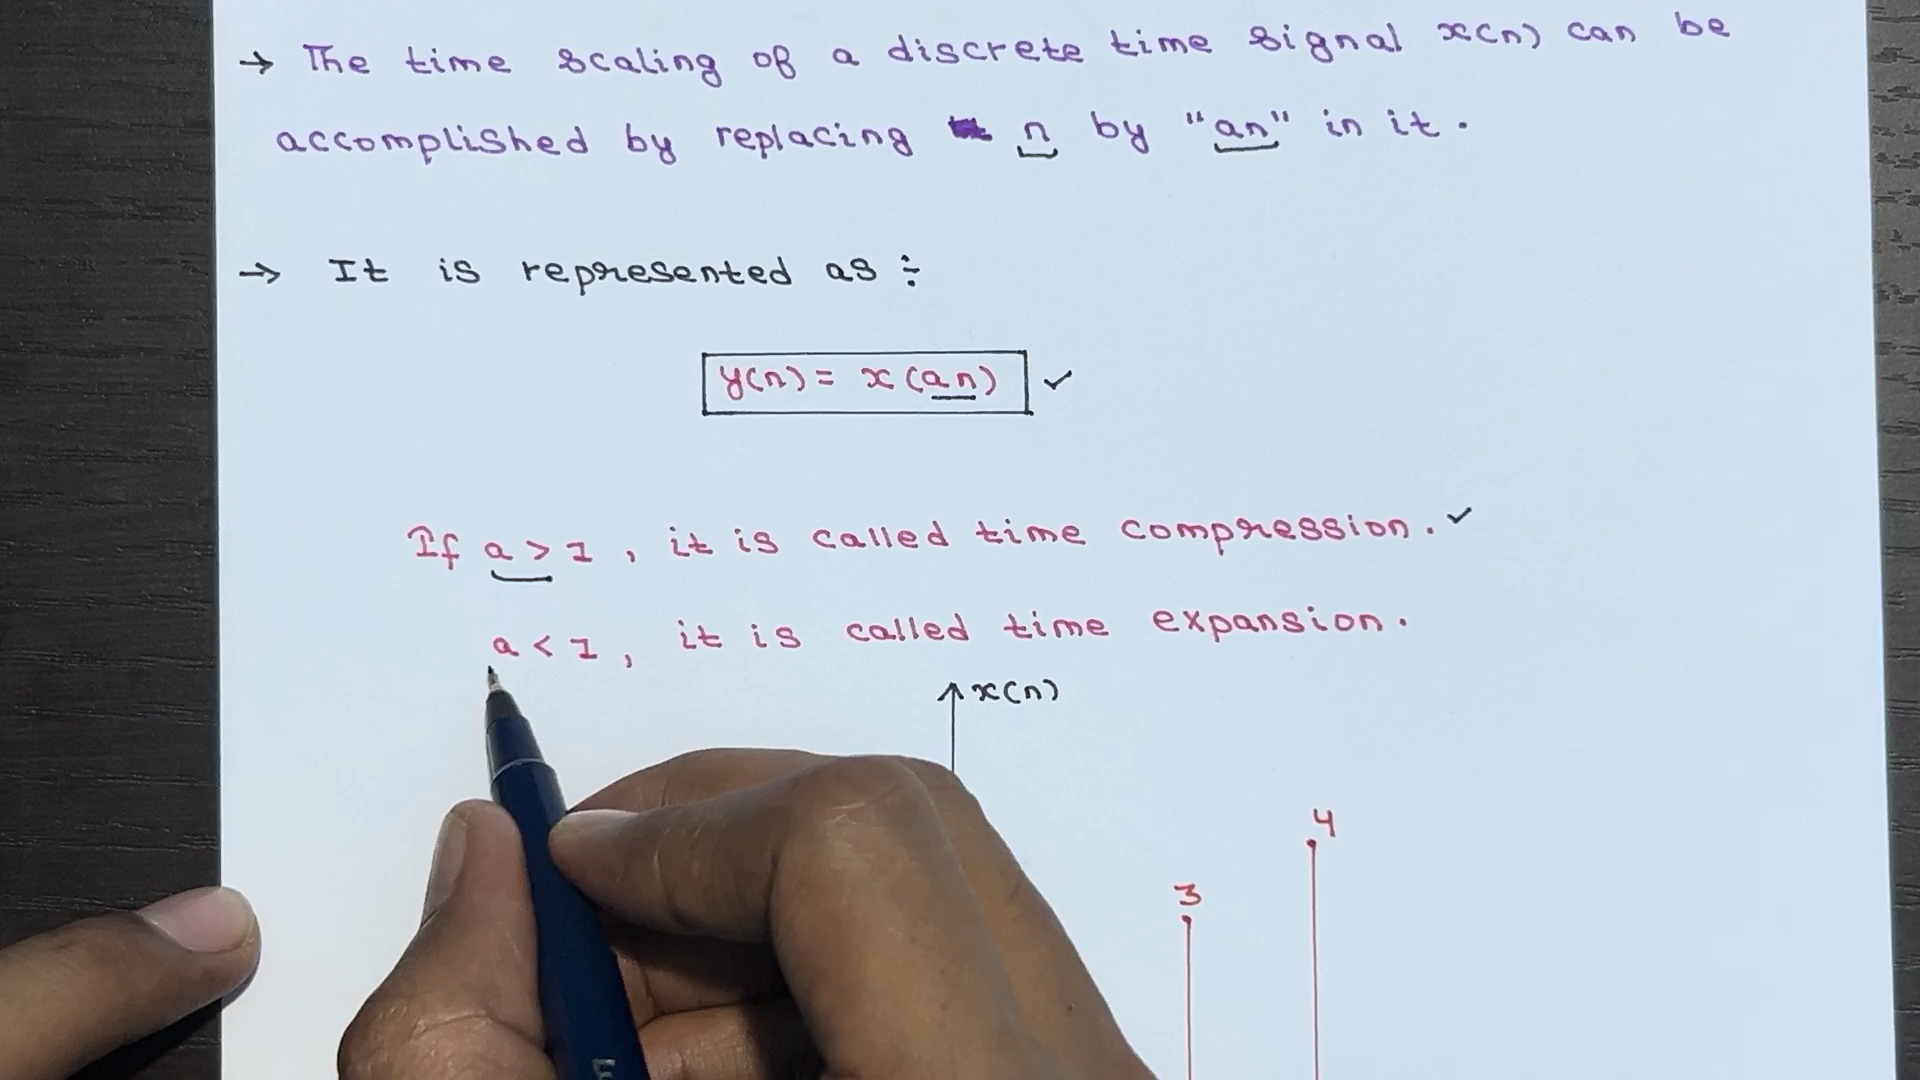 → The time scaling of a discrete time signal x(n) can be
accomplished by replacing n by "an" in it.
→ It is represented as ÷
y(n) = x(an) ✓
If a > 1, it is called time compression. ✓
a < 1, it is called time expansion.
x(n)
4
3